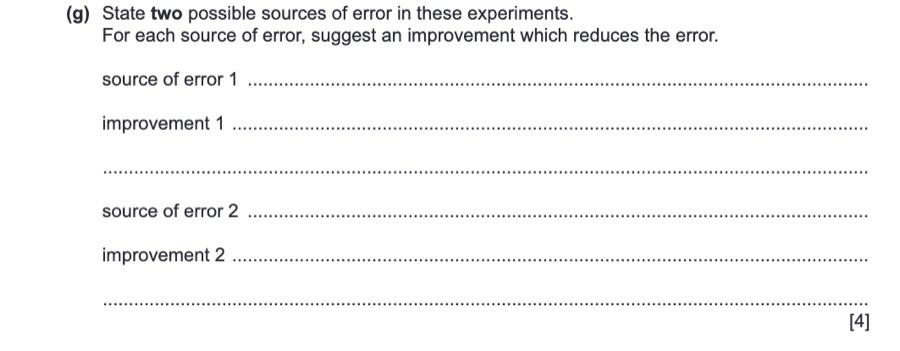 (g) State two possible sources of error in these experiments.
For each source of error, suggest an improvement which reduces the error.
source of error 1 ........................................................................................................................
improvement 1 ........................................................................................................................
........................................................................................................................
source of error 2 ........................................................................................................................
improvement 2 ........................................................................................................................
........................................................................................................................
[4]